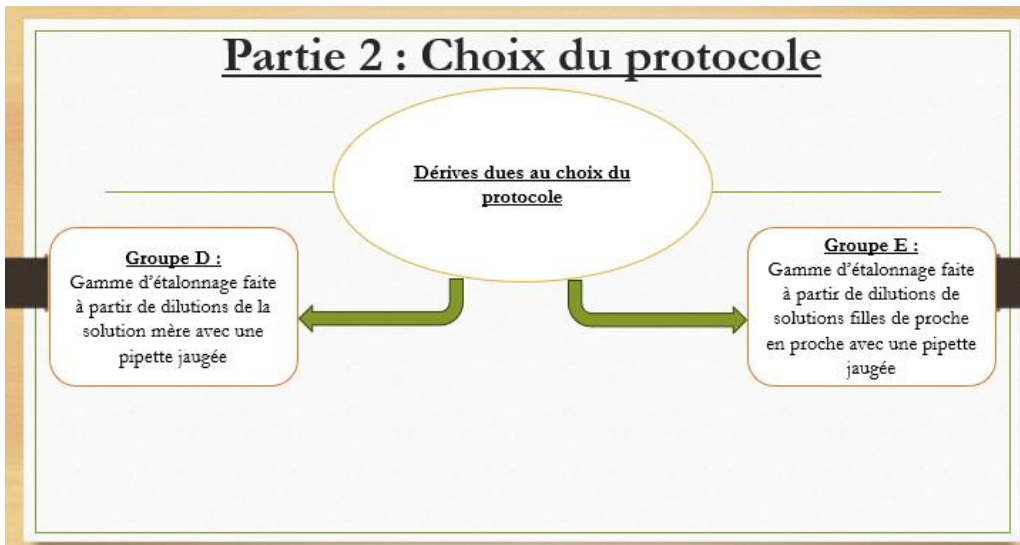 Partie 2 : Choix du protocole
Dérives dues au choix du
protocole
Groupe D :
Gamme d'étalonnage faite
à partir de dilutions de la
solution mère avec une
pipette jaugée
Groupe E :
Gamme d'étalonnage faite
à partir de dilutions de
solutions filles de proche
en proche avec une pipette
jaugée